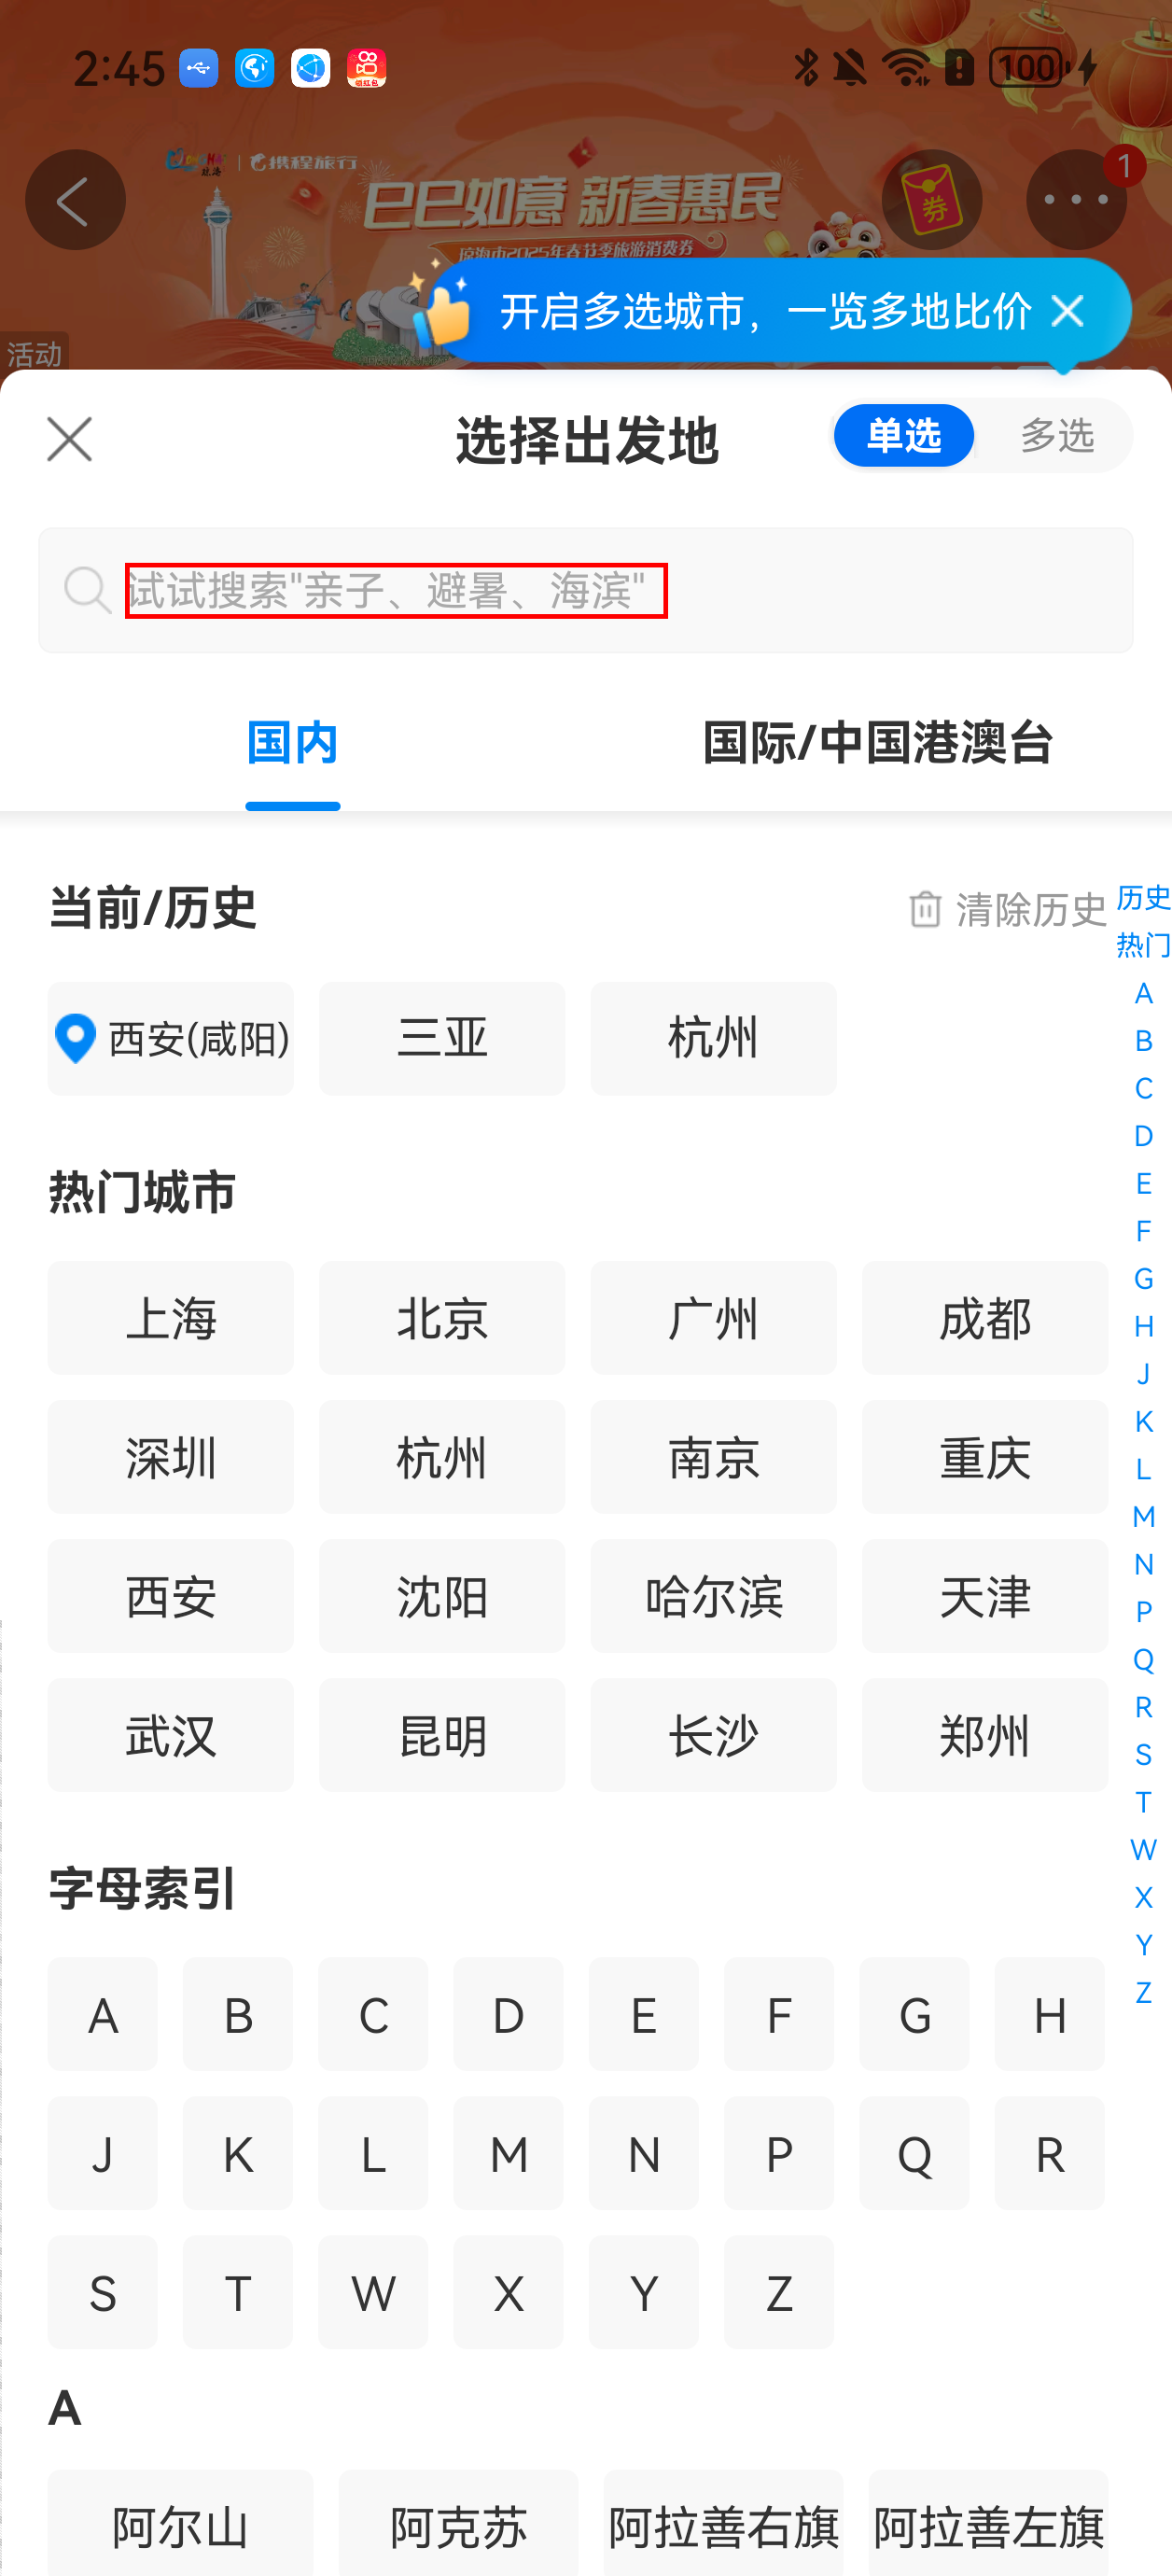 2:45
100
携程旅行
巳巳如意 新春惠民
琼海市2025年春节季旅游消费券
券
1
开启多选城市，一览多地比价
活动
选择出发地
单选
多选
试试搜索"亲子、避暑、海滨"
国内
国际/中国港澳台
当前/历史
清除历史
西安(咸阳)
三亚
杭州
热门城市
上海
北京
广州
成都
深圳
杭州
南京
重庆
西安
沈阳
哈尔滨
天津
武汉
昆明
长沙
郑州
字母索引
A B C D E F G H
J K L M N P Q R
S T W X Y Z
A
阿尔山
阿克苏
阿拉善右旗
阿拉善左旗
历史
热门
A
B
C
D
E
F
G
H
J
K
L
M
N
P
Q
R
S
T
W
X
Y
Z